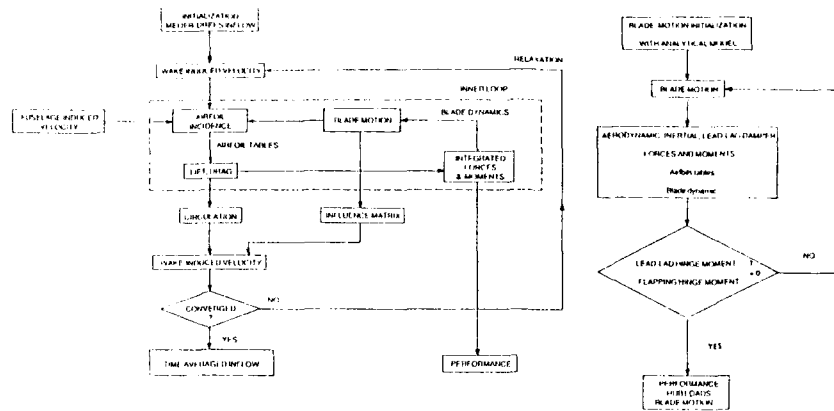 INITIALIZATION
MEIJER-DREES INFLOW
RELAXATION
WAKE INDUCED VELOCITY
INNER LOOP
FUSELAGE INDUCED
VELOCITY
AIRFOIL
INCIDENCE
BLADE MOTION
BLADE DYNAMICS
AIRFOIL TABLES
LIFT, DRAG
INTEGRATED
FORCES
& MOMENTS
CIRCULATION
INFLUENCE MATRIX
WAKE INDUCED VELOCITY
CONVERGED
?
NO
YES
TIME AVERAGED INFLOW
PERFORMANCE
BLADE MOTION INITIALIZATION
WITH ANALYTICAL MODEL
BLADE MOTION
AERODYNAMIC, INERTIAL, LEAD LAG DAMPER
FORCES AND MOMENTS
Airfoils tables
Blade dynamic
LEAD LAG HINGE MOMENT
?
= 0
FLAPPING HINGE MOMENT
NO
YES
PERFORMANCE
HUB LOADS
BLADE MOTION